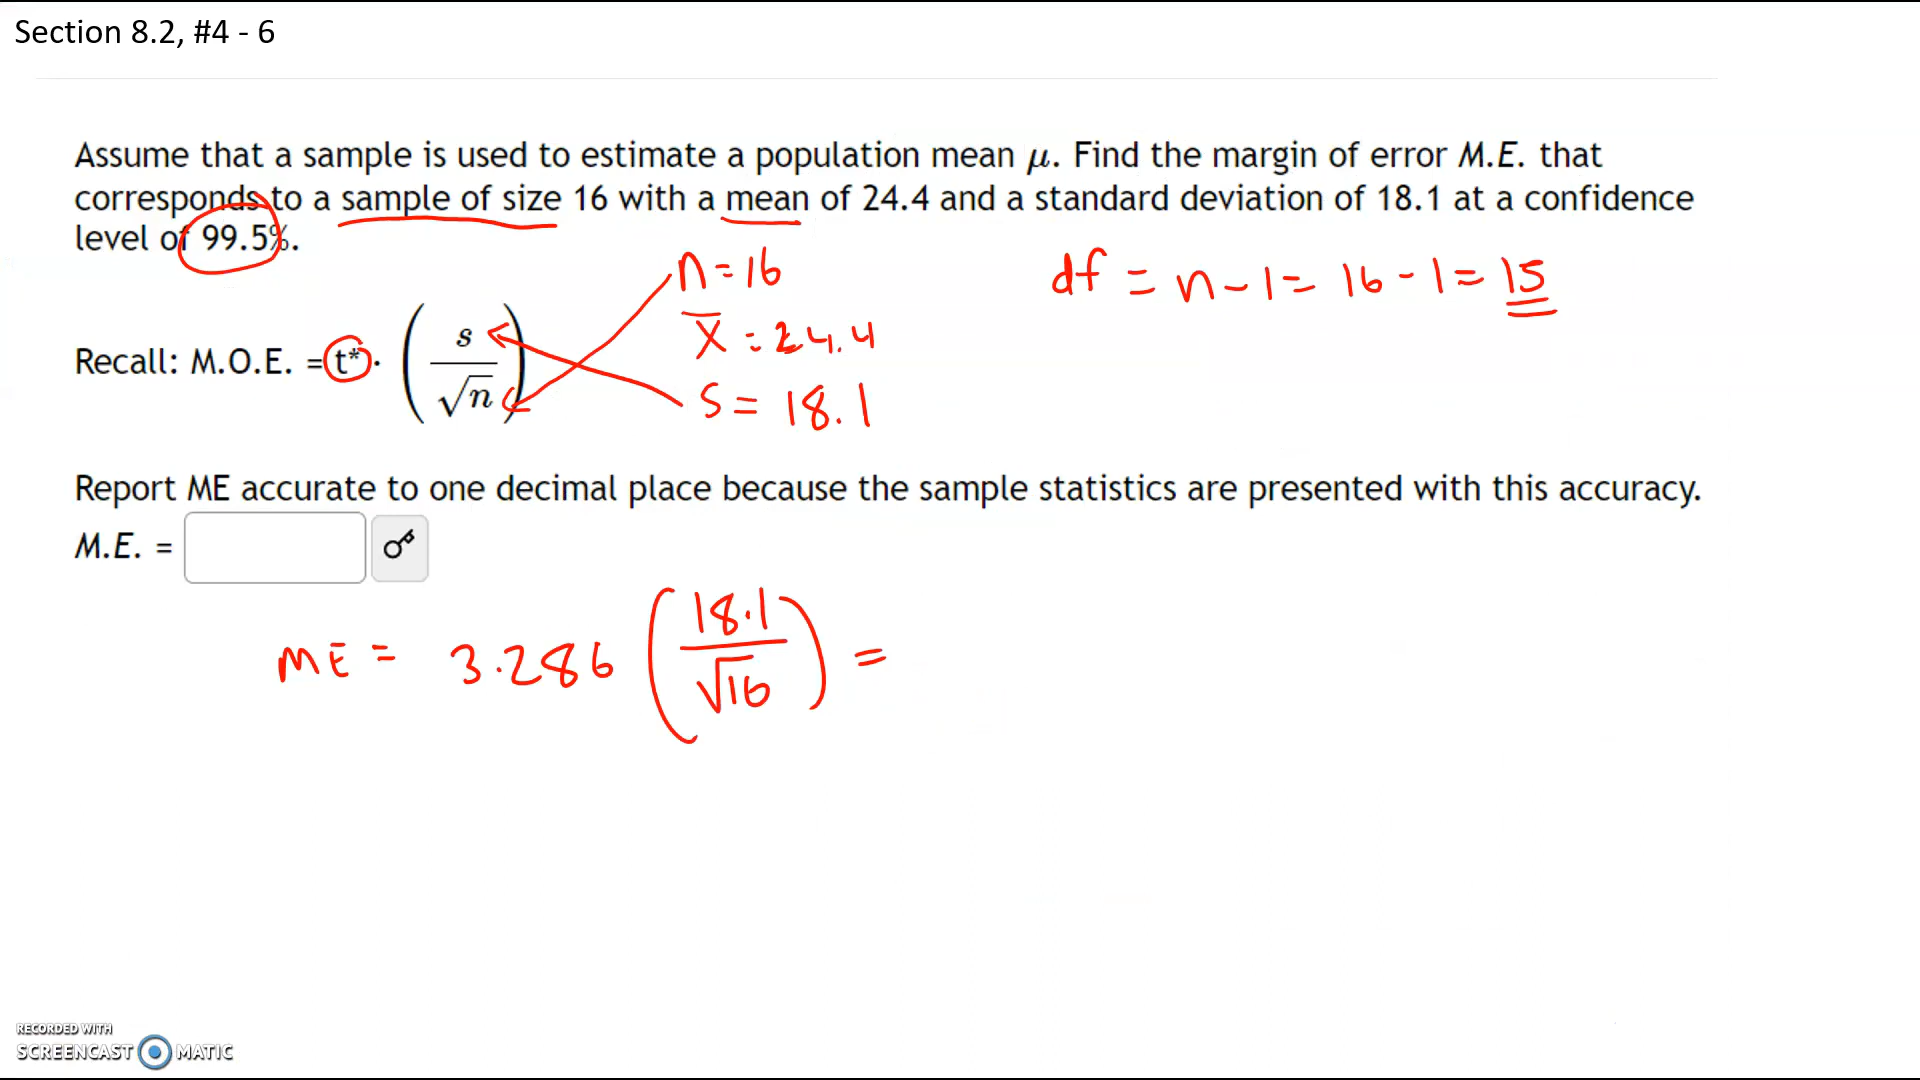 Section 8.2, #4 - 6
Assume that a sample is used to estimate a population mean μ. Find the margin of error M.E. that
corresponds to a sample of size 16 with a mean of 24.4 and a standard deviation of 18.1 at a confidence
level of 99.5%.
n = 16
df = n - 1 = 16 - 1 = 15
x̄ = 24.4
Recall: M.O.E. = t* · (s/√n)
s = 18.1
Report ME accurate to one decimal place because the sample statistics are presented with this accuracy.
M.E. =
ME = 3.286 (18.1/√16) =
RECORDED WITH
SCREENCAST MATIC